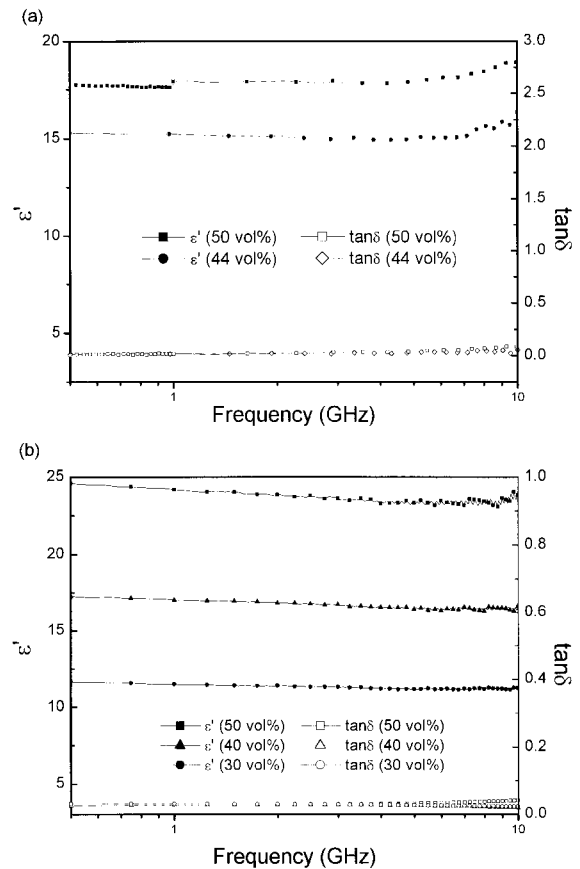 (a)
20
15
10
5
ε'
3.0
2.5
2.0
1.5
1.0
0.5
0.0
tanδ
ε' (50 vol%) tanδ (50 vol%)
ε' (44 vol%) tanδ (44 vol%)
1 10
Frequency (GHz)
(b)
25
22
17
12
5
ε'
1.0
0.8
0.6
0.4
0.2
0.0
tanδ
ε' (50 vol%) tanδ (50 vol%)
ε' (40 vol%) tanδ (40 vol%)
ε' (30 vol%) tanδ (30 vol%)
1 10
Frequency (GHz)